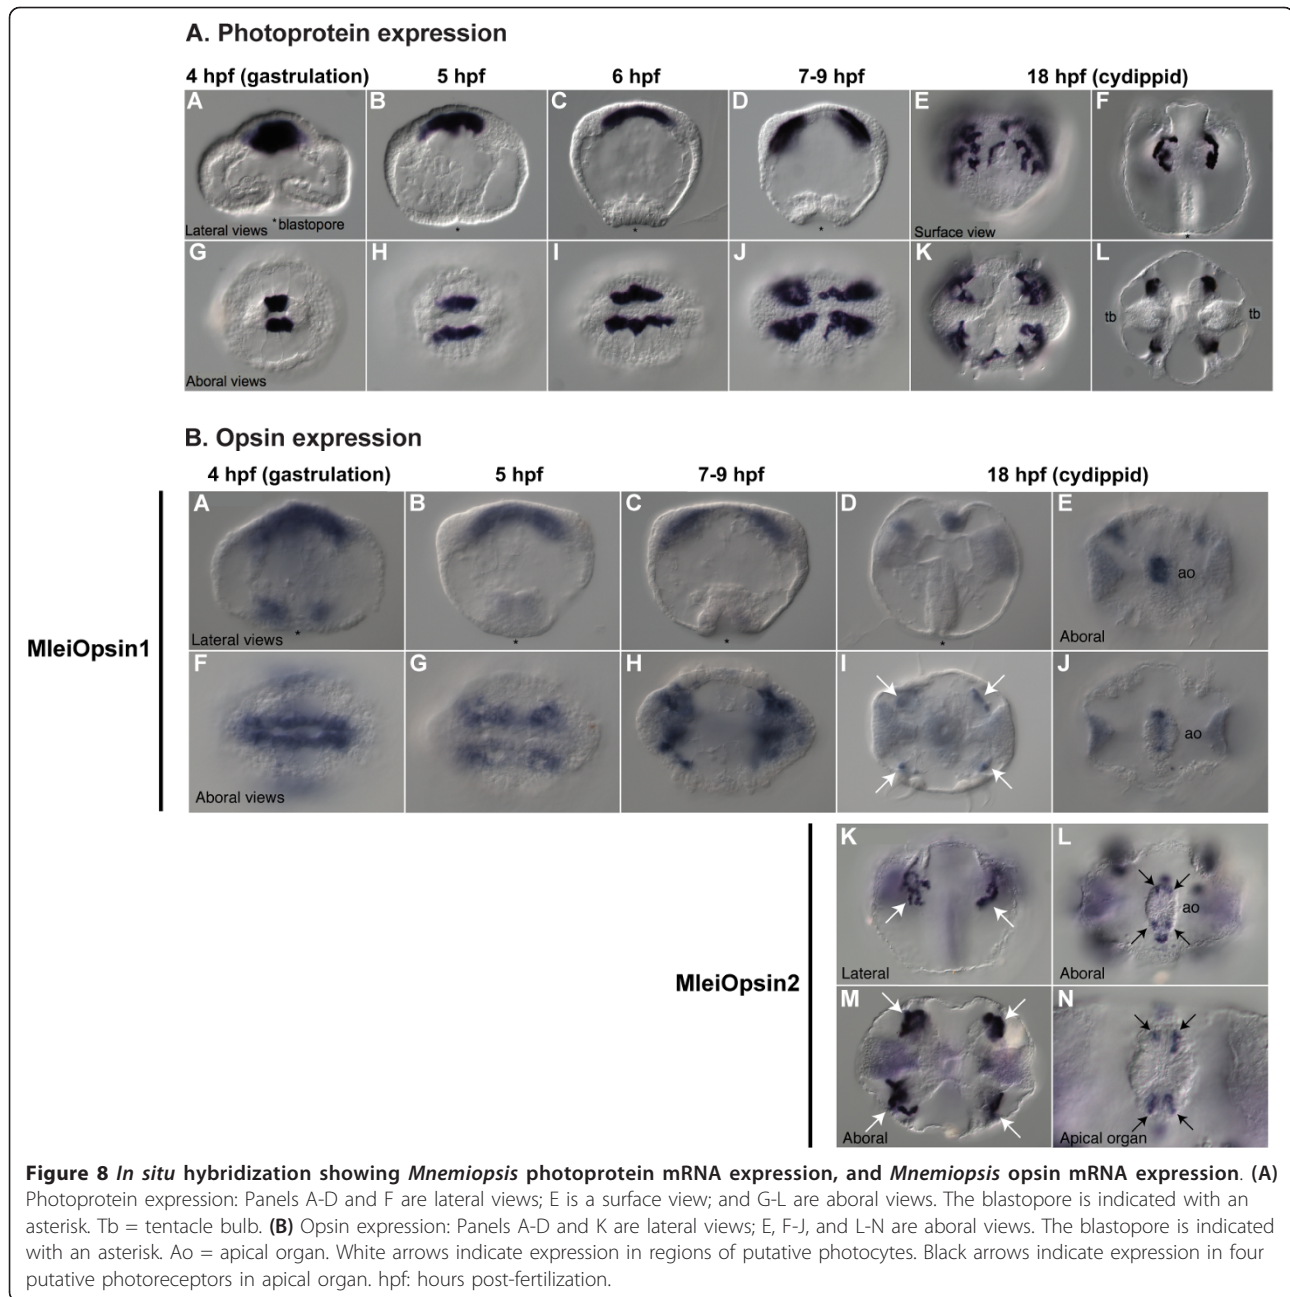 A. Photoprotein expression
4 hpf (gastrulation) 5 hpf 6 hpf 7-9 hpf 18 hpf (cydippid)
A B C D E F
Lateral views * blastopore * * * Surface view *
G H I J K L
tb tb
Aboral views
B. Opsin expression
4 hpf (gastrulation) 5 hpf 7-9 hpf 18 hpf (cydippid)
A B C D E
ao
Lateral views * * * * Aboral
MleiOpsin1
F G H I J
ao
Aboral views
K L
ao
Lateral Aboral
MleiOpsin2
M N
Aboral Apical organ
Figure 8 In situ hybridization showing Mnemiopsis photoprotein mRNA expression, and Mnemiopsis opsin mRNA expression. (A)
Photoprotein expression: Panels A-D and F are lateral views; E is a surface view; and G-L are aboral views. The blastopore is indicated with an
asterisk. Tb = tentacle bulb. (B) Opsin expression: Panels A-D and K are lateral views; E, F-J, and L-N are aboral views. The blastopore is indicated
with an asterisk. Ao = apical organ. White arrows indicate expression in regions of putative photocytes. Black arrows indicate expression in four
putative photoreceptors in apical organ. hpf: hours post-fertilization.